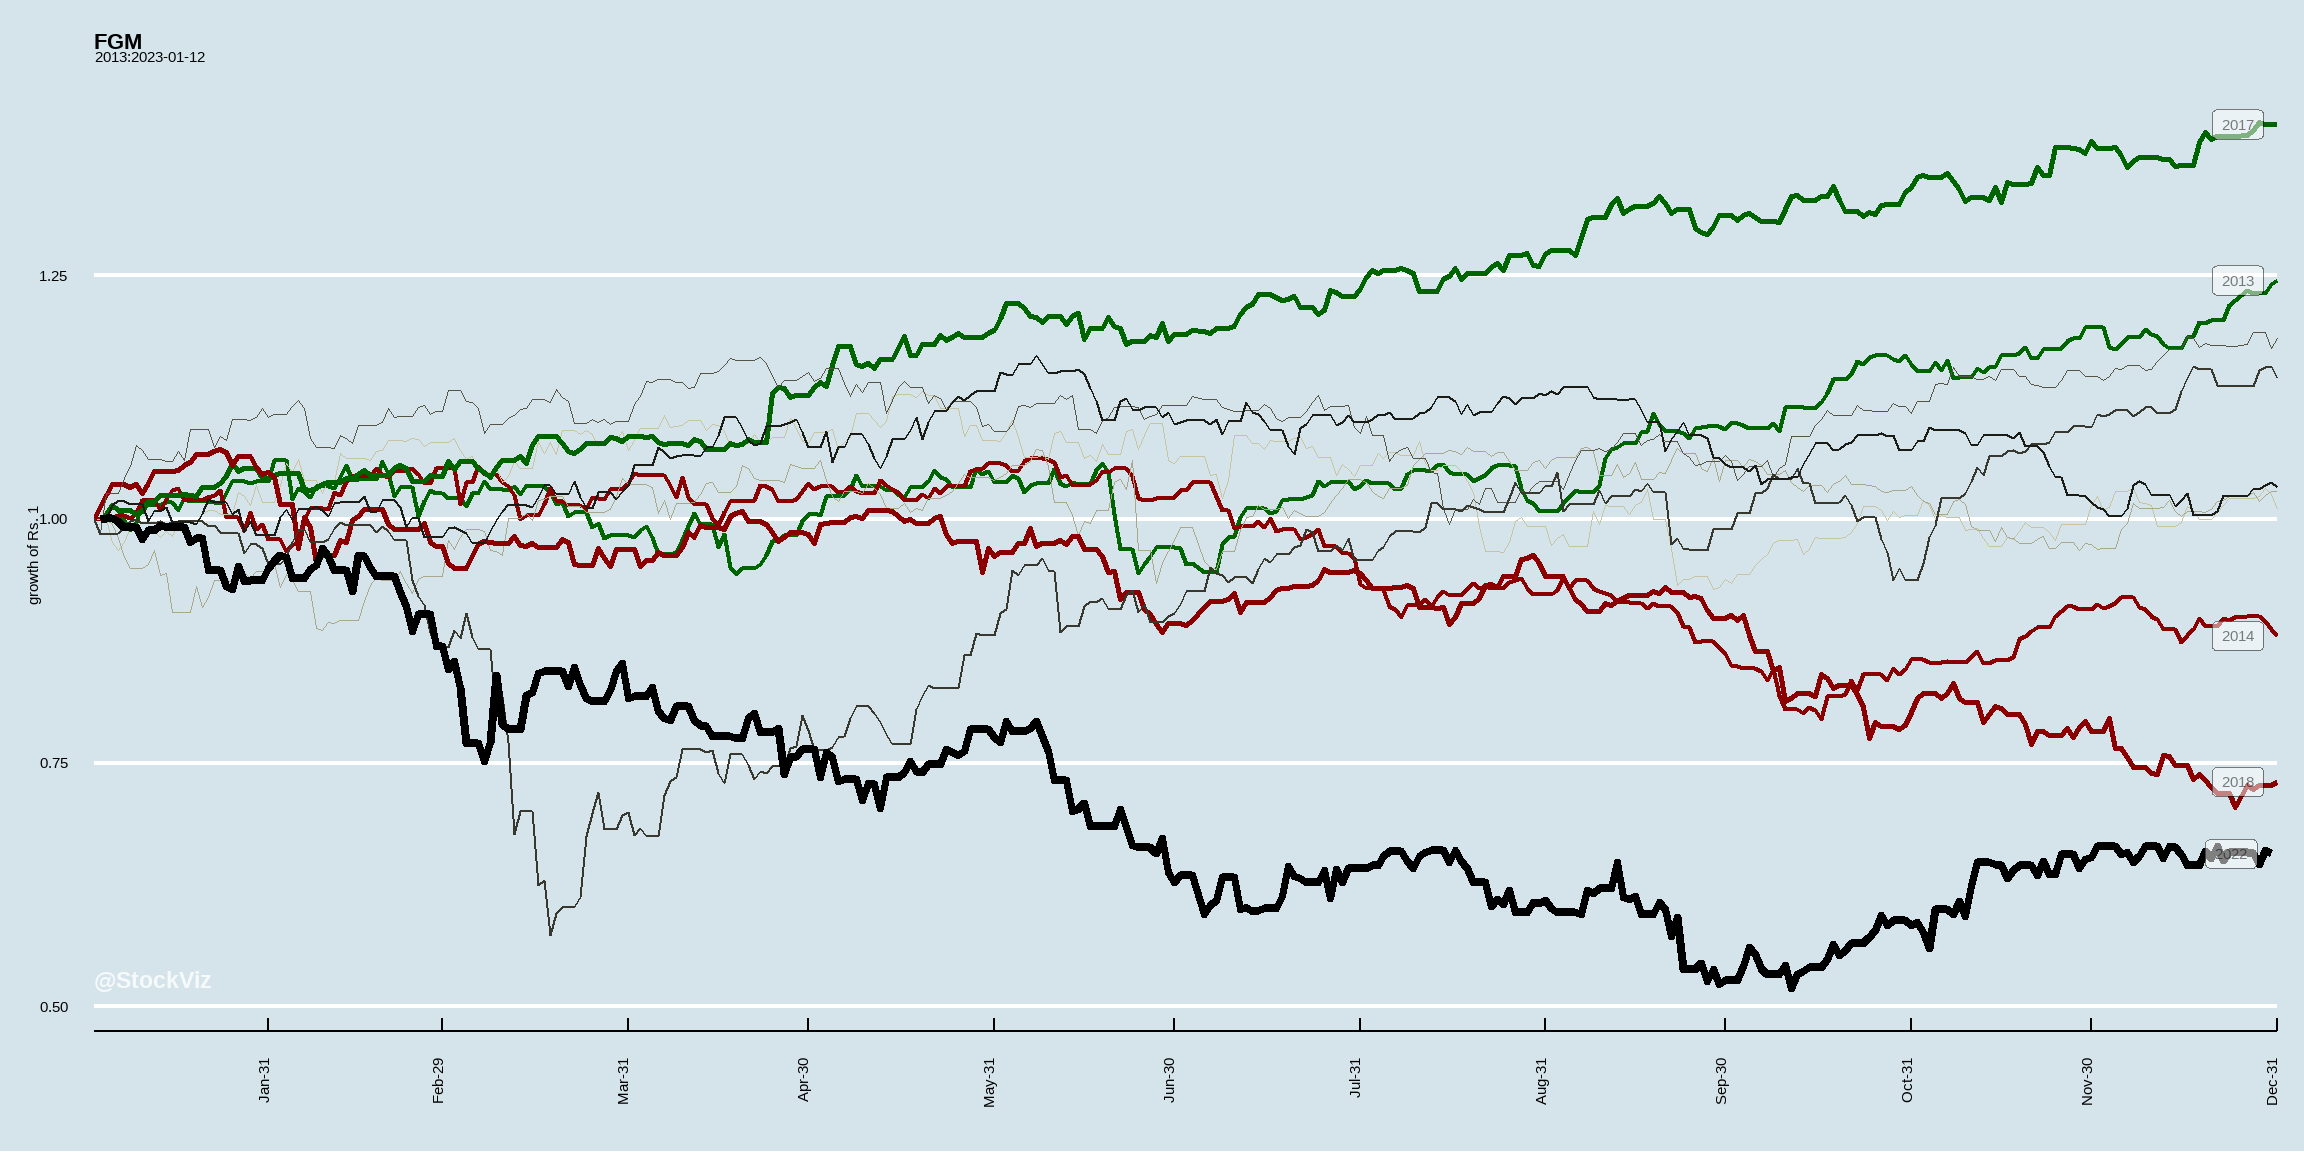 FGM
2013:2023-01-12
2017
1.25
2013
growth of Rs. 1
1.00
2014
0.75
2018
2022
@StockViz
0.50
Jan-31
Feb-29
Mar-31
Apr-30
May-31
Jun-30
Jul-31
Aug-31
Sep-30
Oct-31
Nov-30
Dec-31